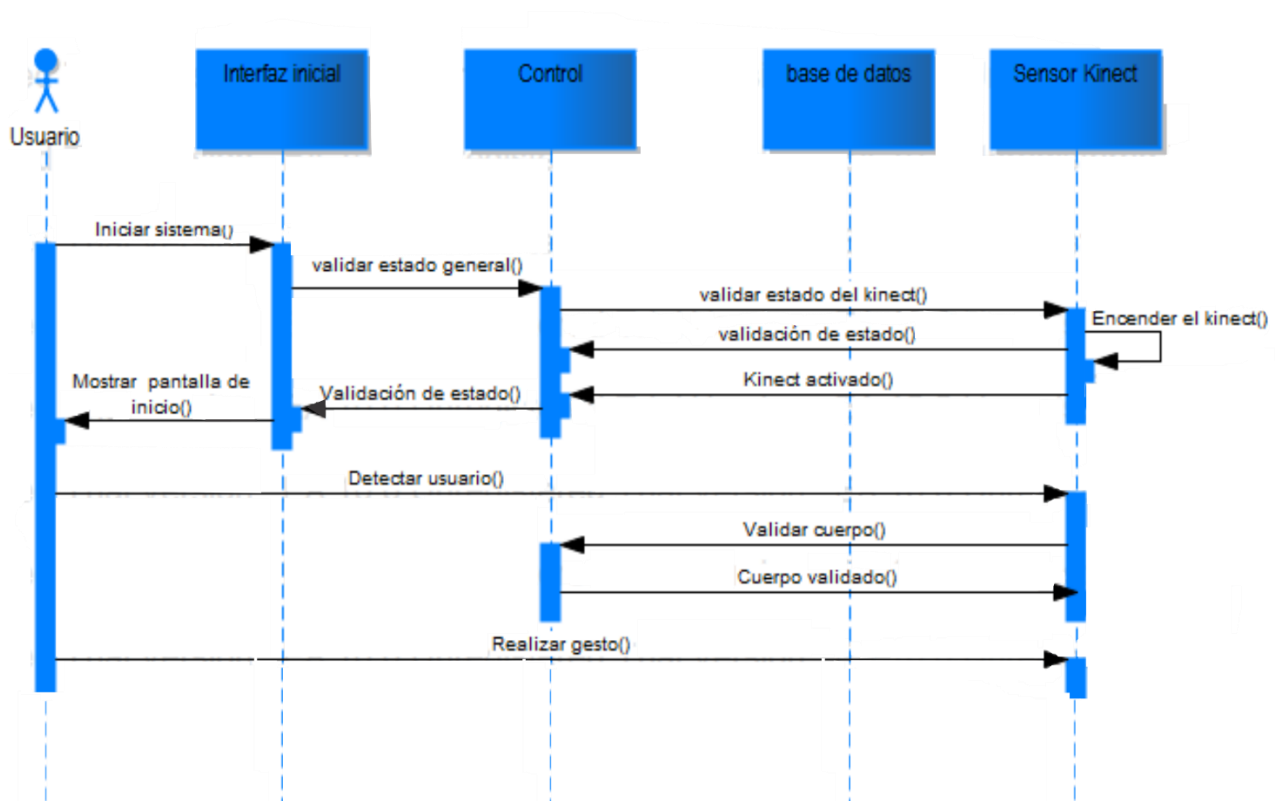 Usuario
Interfaz inicial
Control
base de datos
Sensor Kinect
Iniciar sistema()
validar estado general()
validar estado del kinect()
Encender el kinect()
validación de estado()
Kinect activado()
Mostrar pantalla de
inicio()
Validación de estado()
Detectar usuario()
Validar cuerpo()
Cuerpo validado()
Realizar gesto()